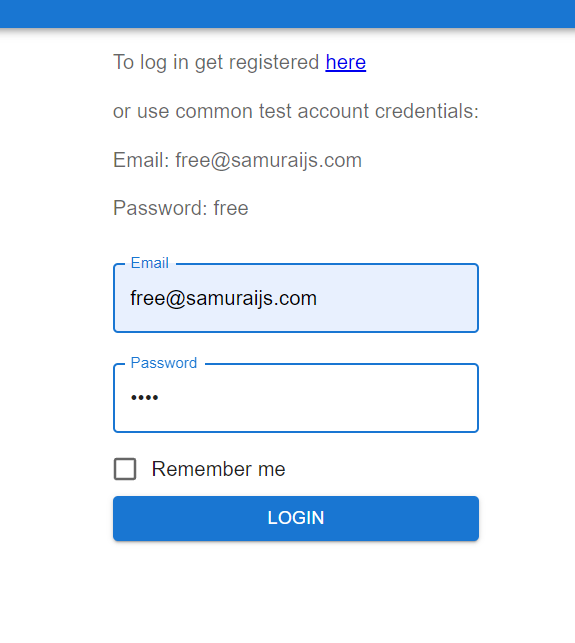 To log in get registered here
or use common test account credentials:
Email: free@samuraijs.com
Password: free
Email
free@samuraijs.com
Password
••••
Remember me
LOGIN